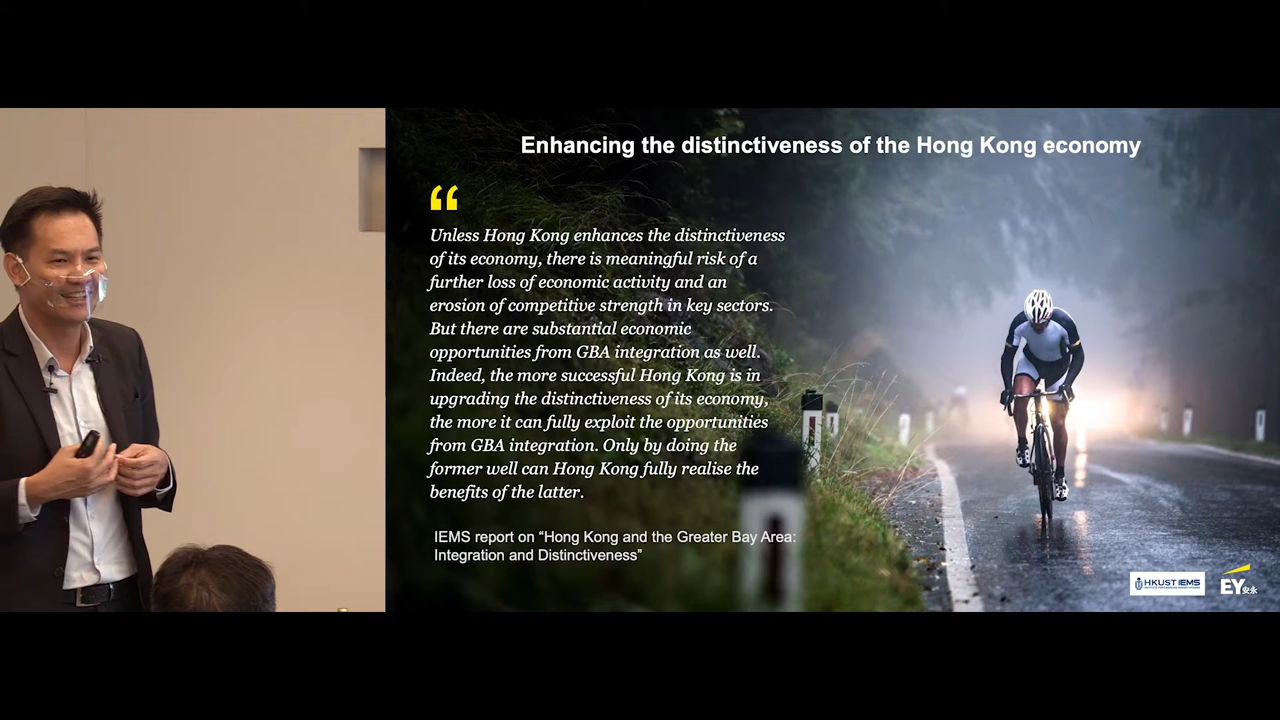 Enhancing the distinctiveness of the Hong Kong economy
“
Unless Hong Kong enhances the distinctiveness
of its economy, there is meaningful risk of a
further loss of economic activity and an
erosion of competitive strength in key sectors.
But there are substantial economic
opportunities from GBA integration as well.
Indeed, the more successful Hong Kong is in
upgrading the distinctiveness of its economy,
the more it can fully exploit the opportunities
from GBA integration. Only by doing the
former well can Hong Kong fully realise the
benefits of the latter.
IEMS report on “Hong Kong and the Greater Bay Area:
Integration and Distinctiveness”
HKUST IEMS
EY安永